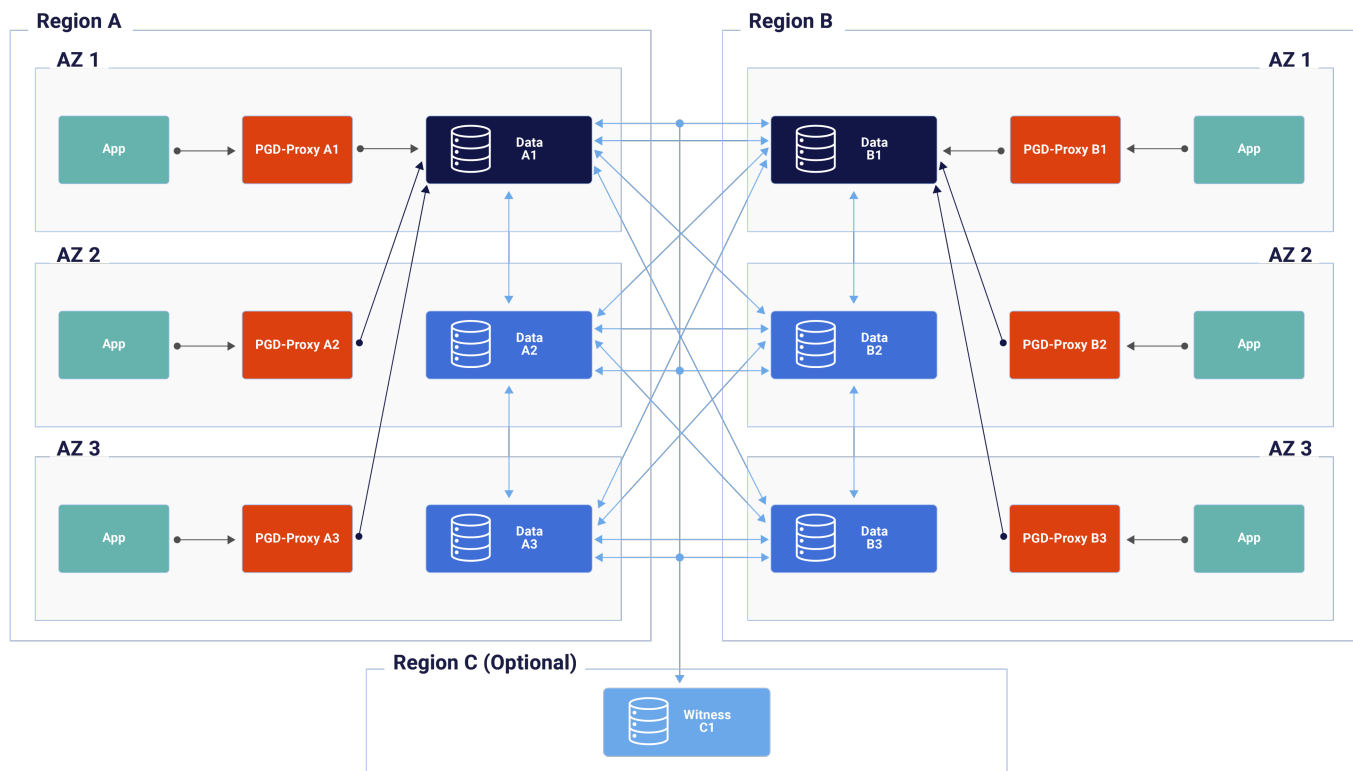 Region A
Region B
AZ 1
AZ 1
App
PGD-Proxy A1
Data
A1
Data
B1
PGD-Proxy B1
App
AZ 2
AZ 2
App
PGD-Proxy A2
Data
A2
Data
B2
PGD-Proxy B2
App
AZ 3
AZ 3
App
PGD-Proxy A3
Data
A3
Data
B3
PGD-Proxy B3
App
Region C (Optional)
Witness
C1